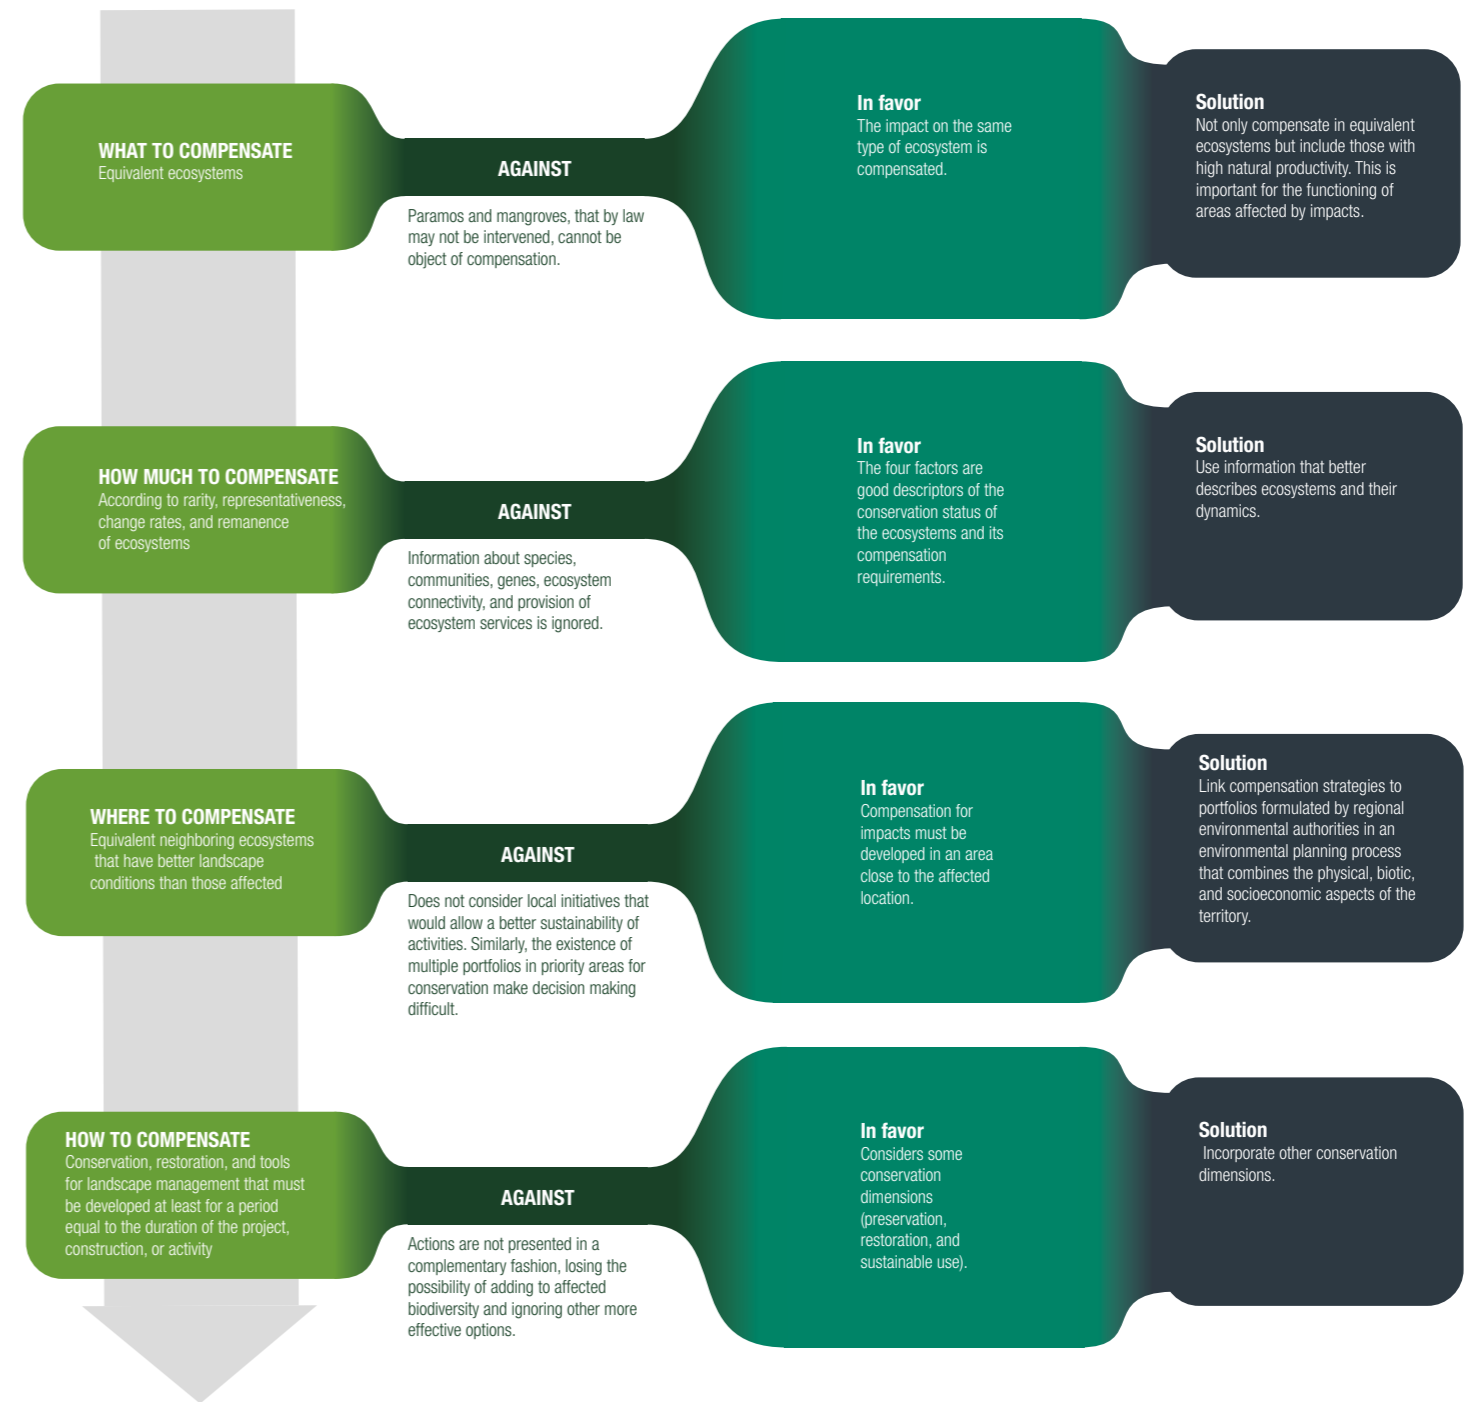 WHAT TO COMPENSATE
Equivalent ecosystems
AGAINST
Paramos and mangroves, that by law
may not be intervened, cannot be
object of compensation.
In favor
The impact on the same
type of ecosystem is
compensated.
Solution
Not only compensate in equivalent
ecosystems but include those with
high natural productivity. This is
important for the functioning of
areas affected by impacts.
HOW MUCH TO COMPENSATE
According to rarity, representativeness,
change rates, and remanence
of ecosystems
AGAINST
Information about species,
communities, genes, ecosystem
connectivity, and provision of
ecosystem services is ignored.
In favor
The four factors are
good descriptors of the
conservation status of
the ecosystems and its
compensation
requirements.
Solution
Use information that better
describes ecosystems and their
dynamics.
WHERE TO COMPENSATE
Equivalent neighboring ecosystems
that have better landscape
conditions than those affected
AGAINST
Does not consider local initiatives that
would allow a better sustainability of
activities. Similarly, the existence of
multiple portfolios in priority areas for
conservation make decision making
difficult.
In favor
Compensation for
impacts must be
developed in an area
close to the affected
location.
Solution
Link compensation strategies to
portfolios formulated by regional
environmental authorities in an
environmental planning process
that combines the physical, biotic,
and socioeconomic aspects of the
territory.
HOW TO COMPENSATE
Conservation, restoration, and tools
for landscape management that must
be developed at least for a period
equal to the duration of the project,
construction, or activity
AGAINST
Actions are not presented in a
complementary fashion, losing the
possibility of adding to affected
biodiversity and ignoring other more
effective options.
In favor
Considers some
conservation
dimensions
(preservation,
restoration, and
sustainable use).
Solution
Incorporate other conservation
dimensions.